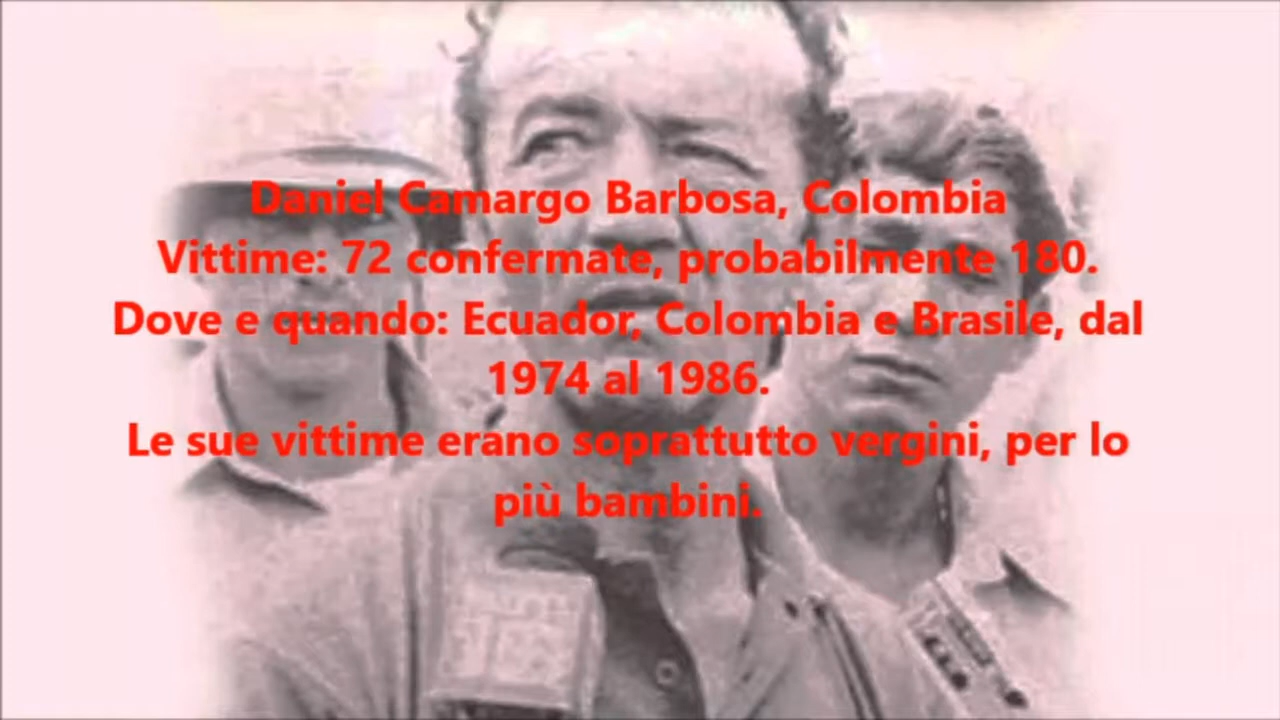 Daniel Camargo Barbosa, Colombia
Vittime: 72 confermate, probabilmente 180.
Dove e quando: Ecuador, Colombia e Brasile, dal
1974 al 1986.
Le sue vittime erano soprattutto vergini, per lo
più bambini.